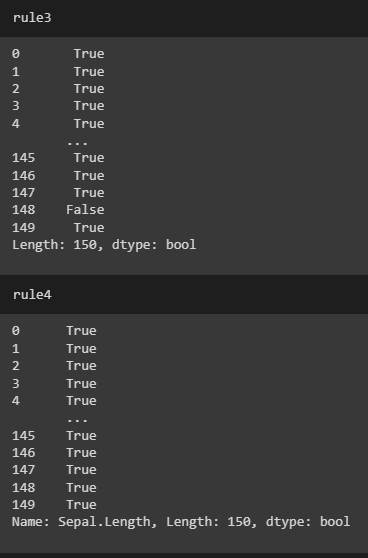 rule3
0       True
1       True
2       True
3       True
4       True
       ...
145     True
146     True
147     True
148    False
149     True
Length: 150, dtype: bool
rule4
0      True
1      True
2      True
3      True
4      True
       ...
145    True
146    True
147    True
148    True
149    True
Name: Sepal.Length, Length: 150, dtype: bool